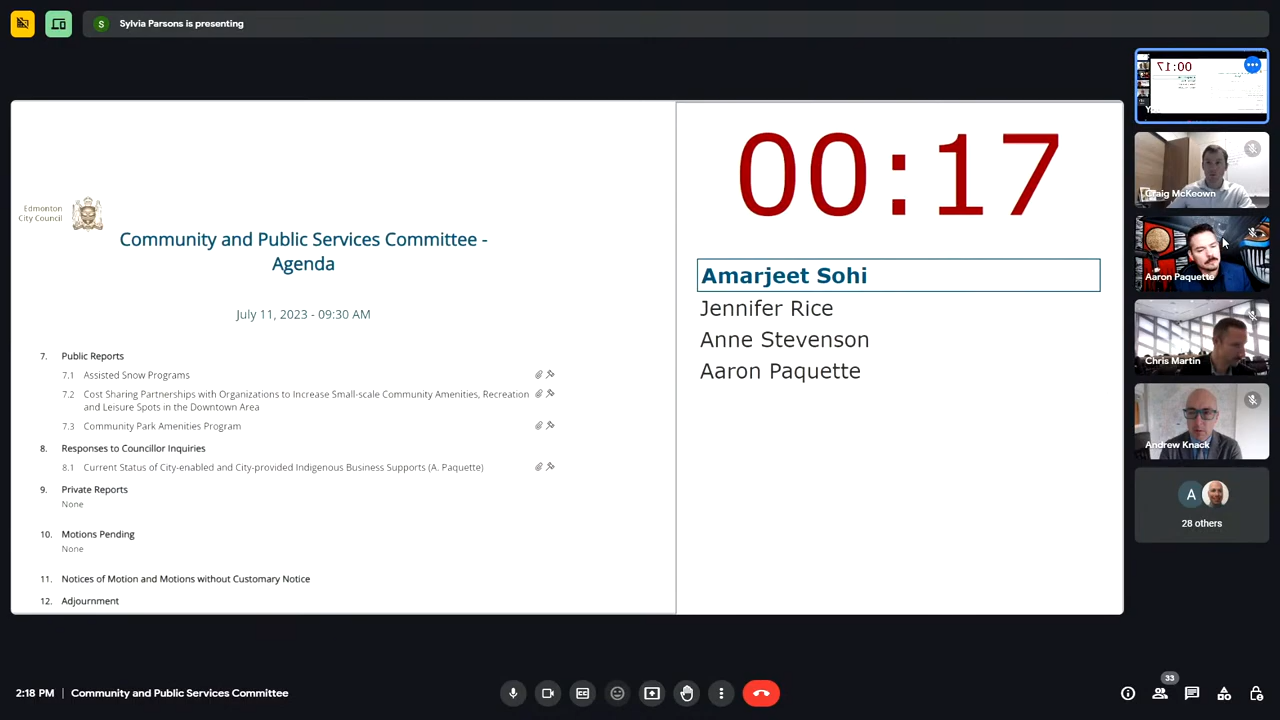 S Sylvia Parsons is presenting
Edmonton
City Council
Community and Public Services Committee -
Agenda
July 11, 2023 - 09:30 AM
7. Public Reports
7.1 Assisted Snow Programs
7.2 Cost Sharing Partnerships with Organizations to Increase Small-scale Community Amenities, Recreation
and Leisure Spots in the Downtown Area
7.3 Community Park Amenities Program
8. Responses to Councillor Inquiries
8.1 Current Status of City-enabled and City-provided Indigenous Business Supports (A. Paquette)
9. Private Reports
None
10. Motions Pending
None
11. Notices of Motion and Motions without Customary Notice
12. Adjournment
00:17
Amarjeet Sohi
Jennifer Rice
Anne Stevenson
Aaron Paquette
00:17
Craig McKeown
Aaron Paquette
Chris Martin
Andrew Knack
A
28 others
2:18 PM | Community and Public Services Committee
33